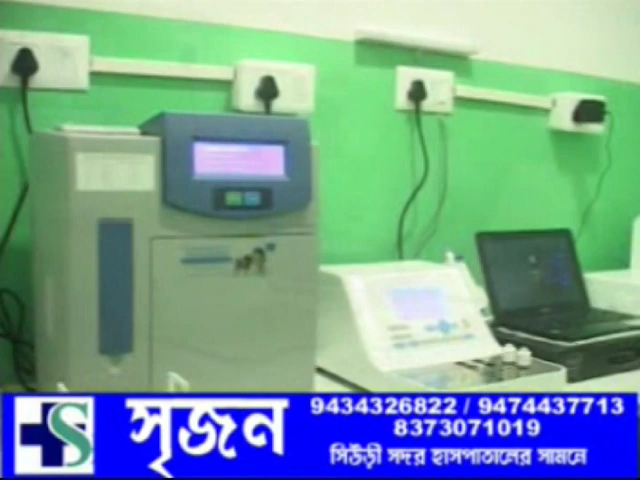 S
সৃজন
9434326822 / 9474437713
8373071019
সিউড়ী সদর হাসপাতালের সামনে